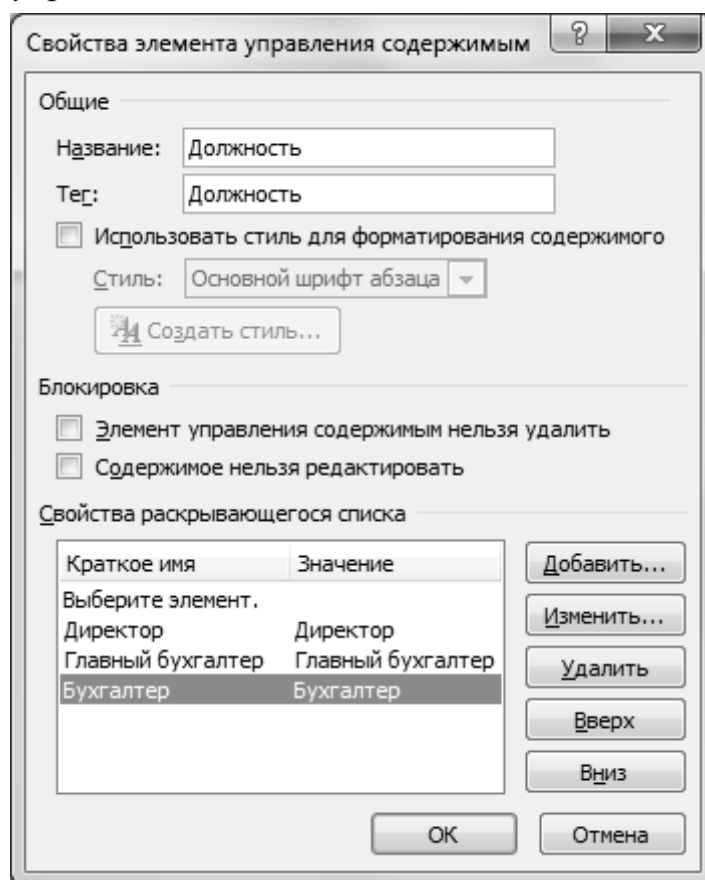 Свойства элемента управления содержимым
Общие
Название: Должность
Тег: Должность
Использовать стиль для форматирования содержимого
Стиль: Основной шрифт абзаца
Создать стиль...
Блокировка
Элемент управления содержимым нельзя удалить
Содержимое нельзя редактировать
Свойства раскрывающегося списка
Краткое имя Значение
Выберите элемент.
Директор Директор
Главный бухгалтер Главный бухгалтер
Бухгалтер Бухгалтер
Добавить...
Изменить...
Удалить
Вверх
Вниз
ОК Отмена